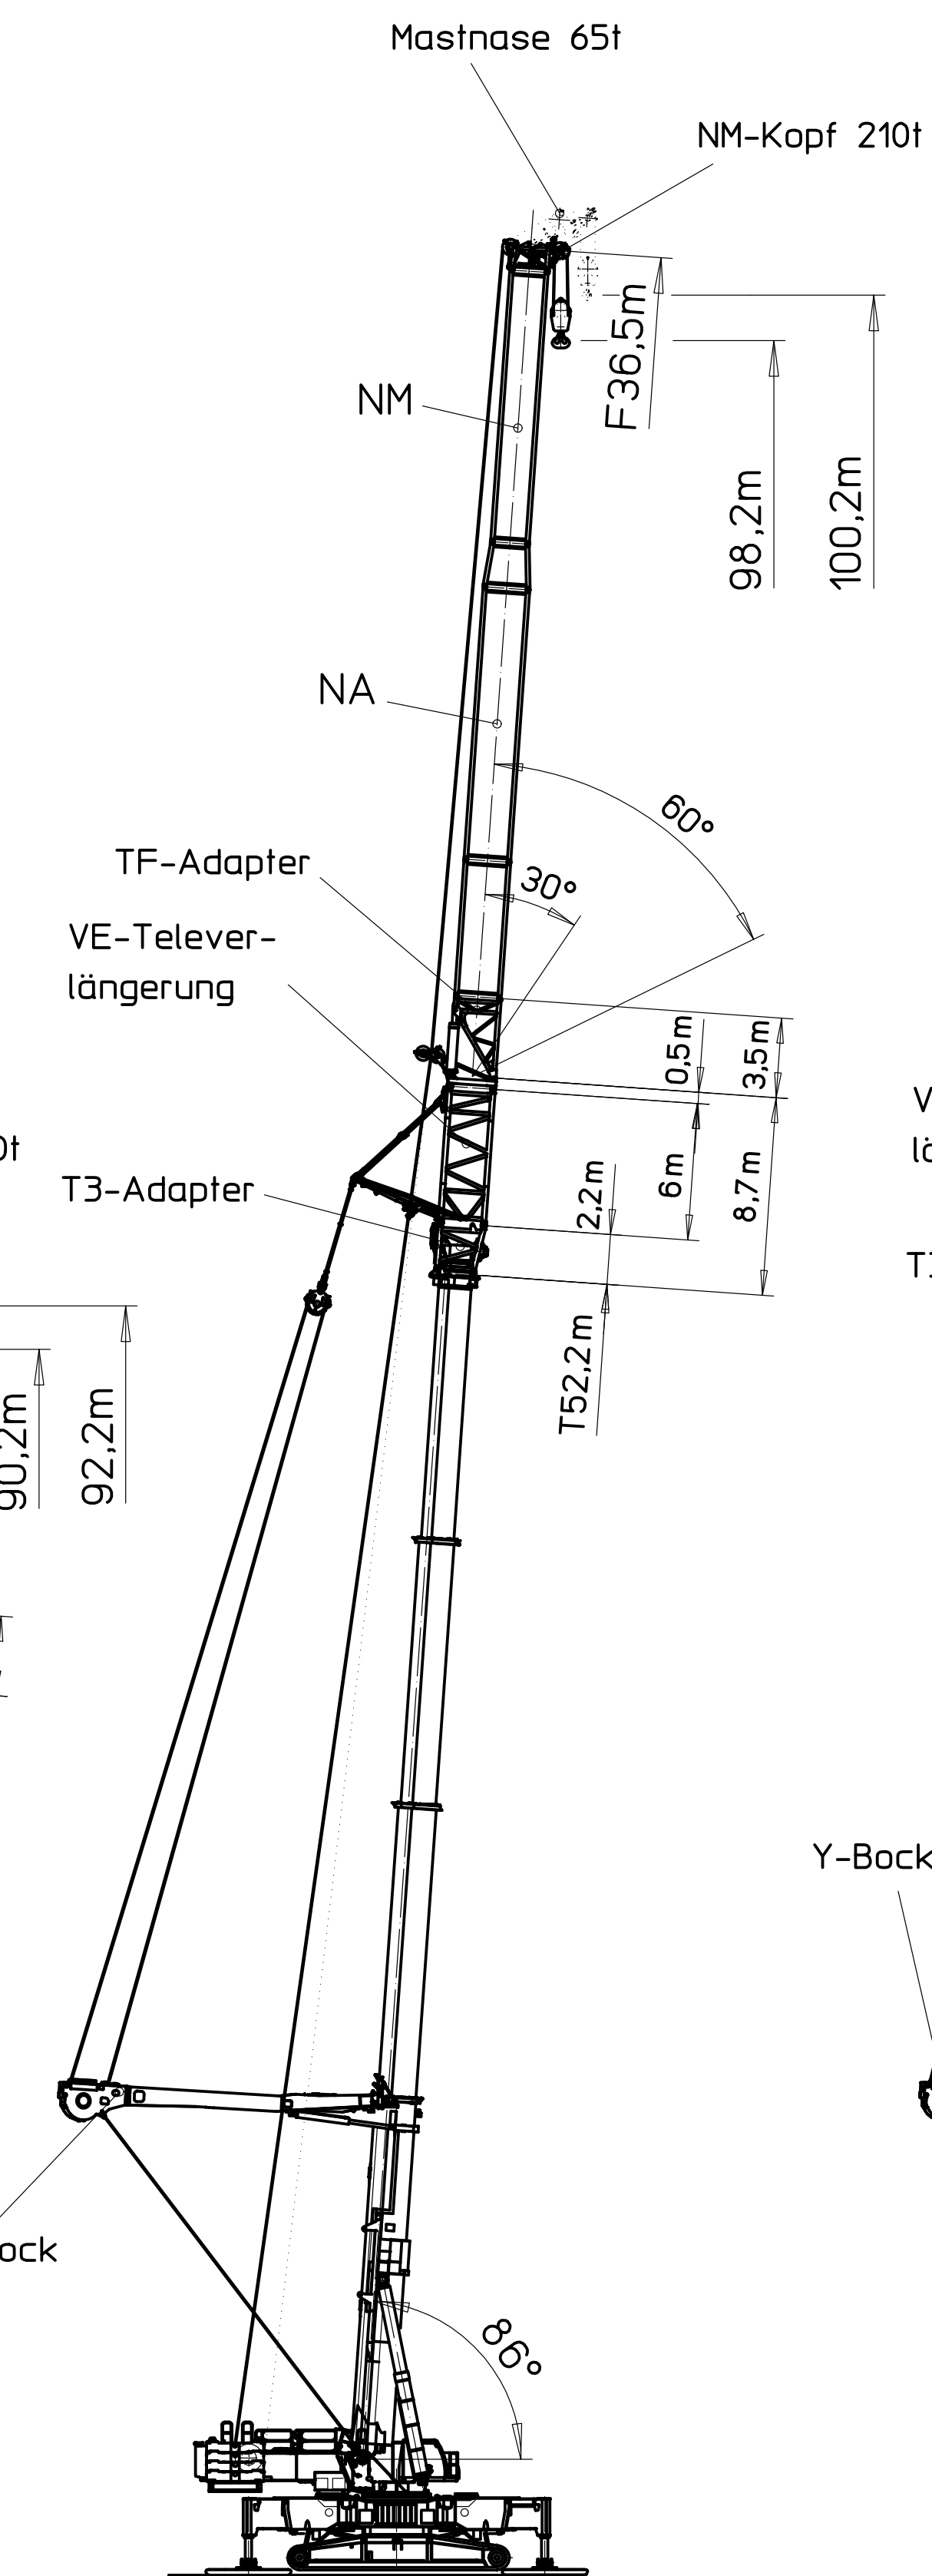 Mastnase 65t
NM-Kopf 210t
F36,5m
NM
98,2m
100,2m
NA
60°
TF-Adapter
30°
VE-Telever-
längerung
0,5m
3,5m
T3-Adapter
2,2m
6m
8,7m
T52,2m
90,2m
92,2m
Y-Bock
ock
86°